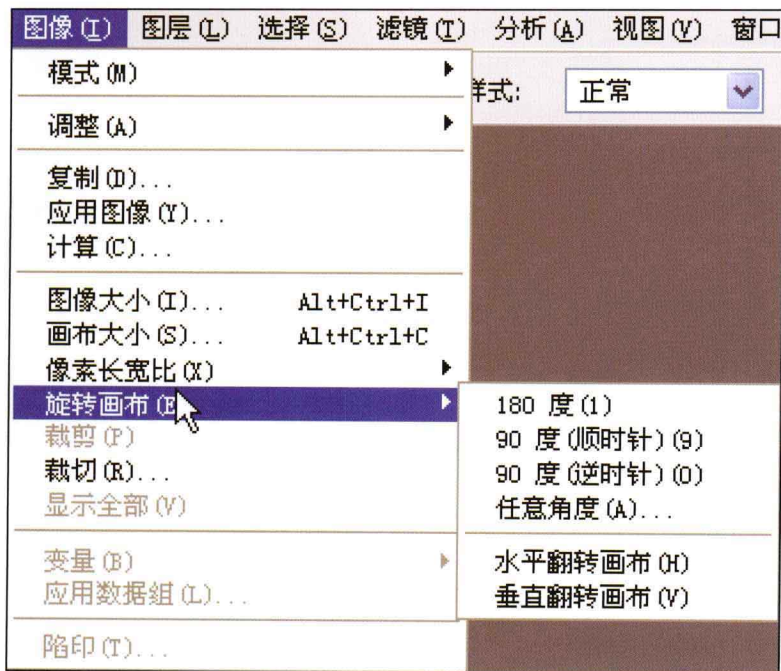 图像(I) 图层(L) 选择(S) 滤镜(T) 分析(A) 视图(V) 窗口
样式: 正常
模式(M)
调整(A)
复制(D)...
应用图像(Y)...
计算(C)...
图像大小(I)... Alt+Ctrl+I
画布大小(S)... Alt+Ctrl+C
像素长宽比(X)
旋转画布(E
裁剪(P)
裁切(R)...
显示全部(V)
变量(B)
应用数据组(L)...
陷印(T)...
180 度(1)
90 度(顺时针)(9)
90 度(逆时针)(0)
任意角度(A)...
水平翻转画布(H)
垂直翻转画布(V)